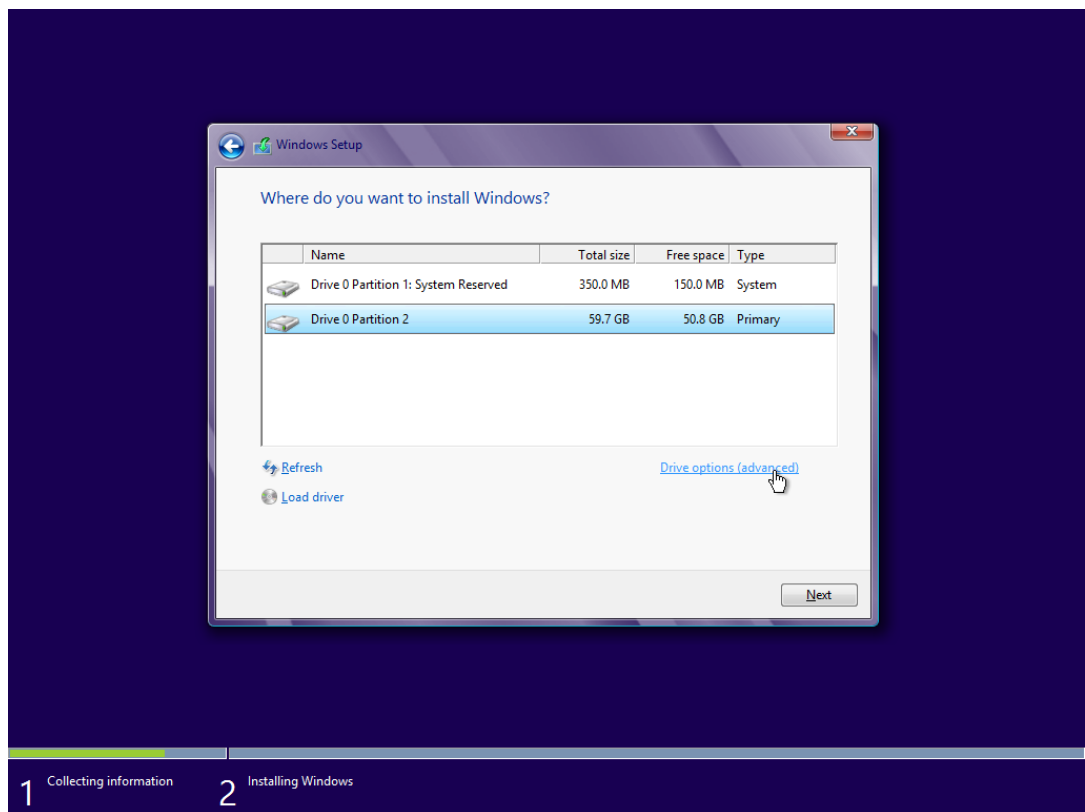 Windows Setup
Where do you want to install Windows?
Name Total size Free space Type
Drive 0 Partition 1: System Reserved 350.0 MB 150.0 MB System
Drive 0 Partition 2 59.7 GB 50.8 GB Primary
Refresh Drive options (advanced)
Load driver
Next
1 Collecting information 2 Installing Windows